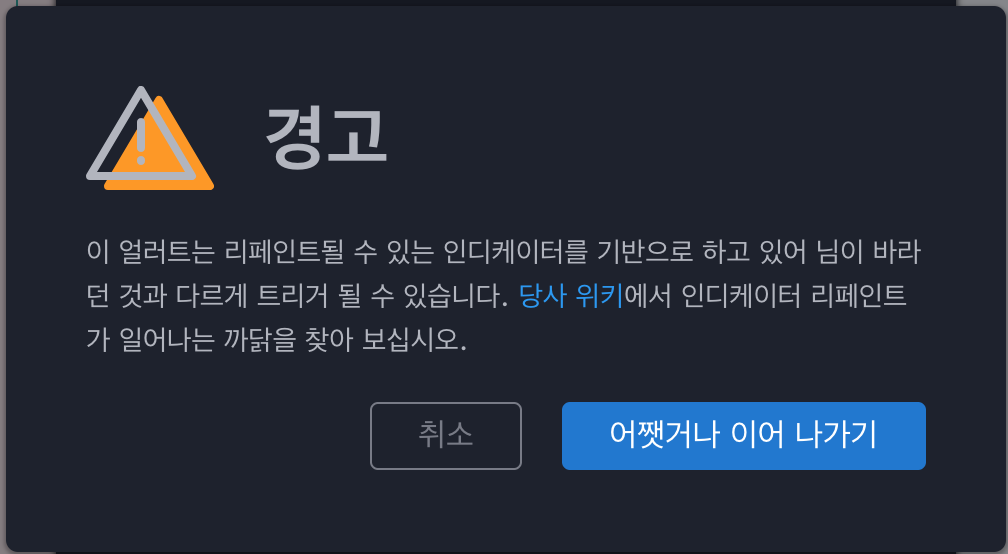 경고
이 얼러트는 리페인트될 수 있는 인디케이터를 기반으로 하고 있어 님이 바라
던 것과 다르게 트리거 될 수 있습니다. 당사 위키에서 인디케이터 리페인트
가 일어나는 까닭을 찾아 보십시오.
취소
어쨋거나 이어 나가기